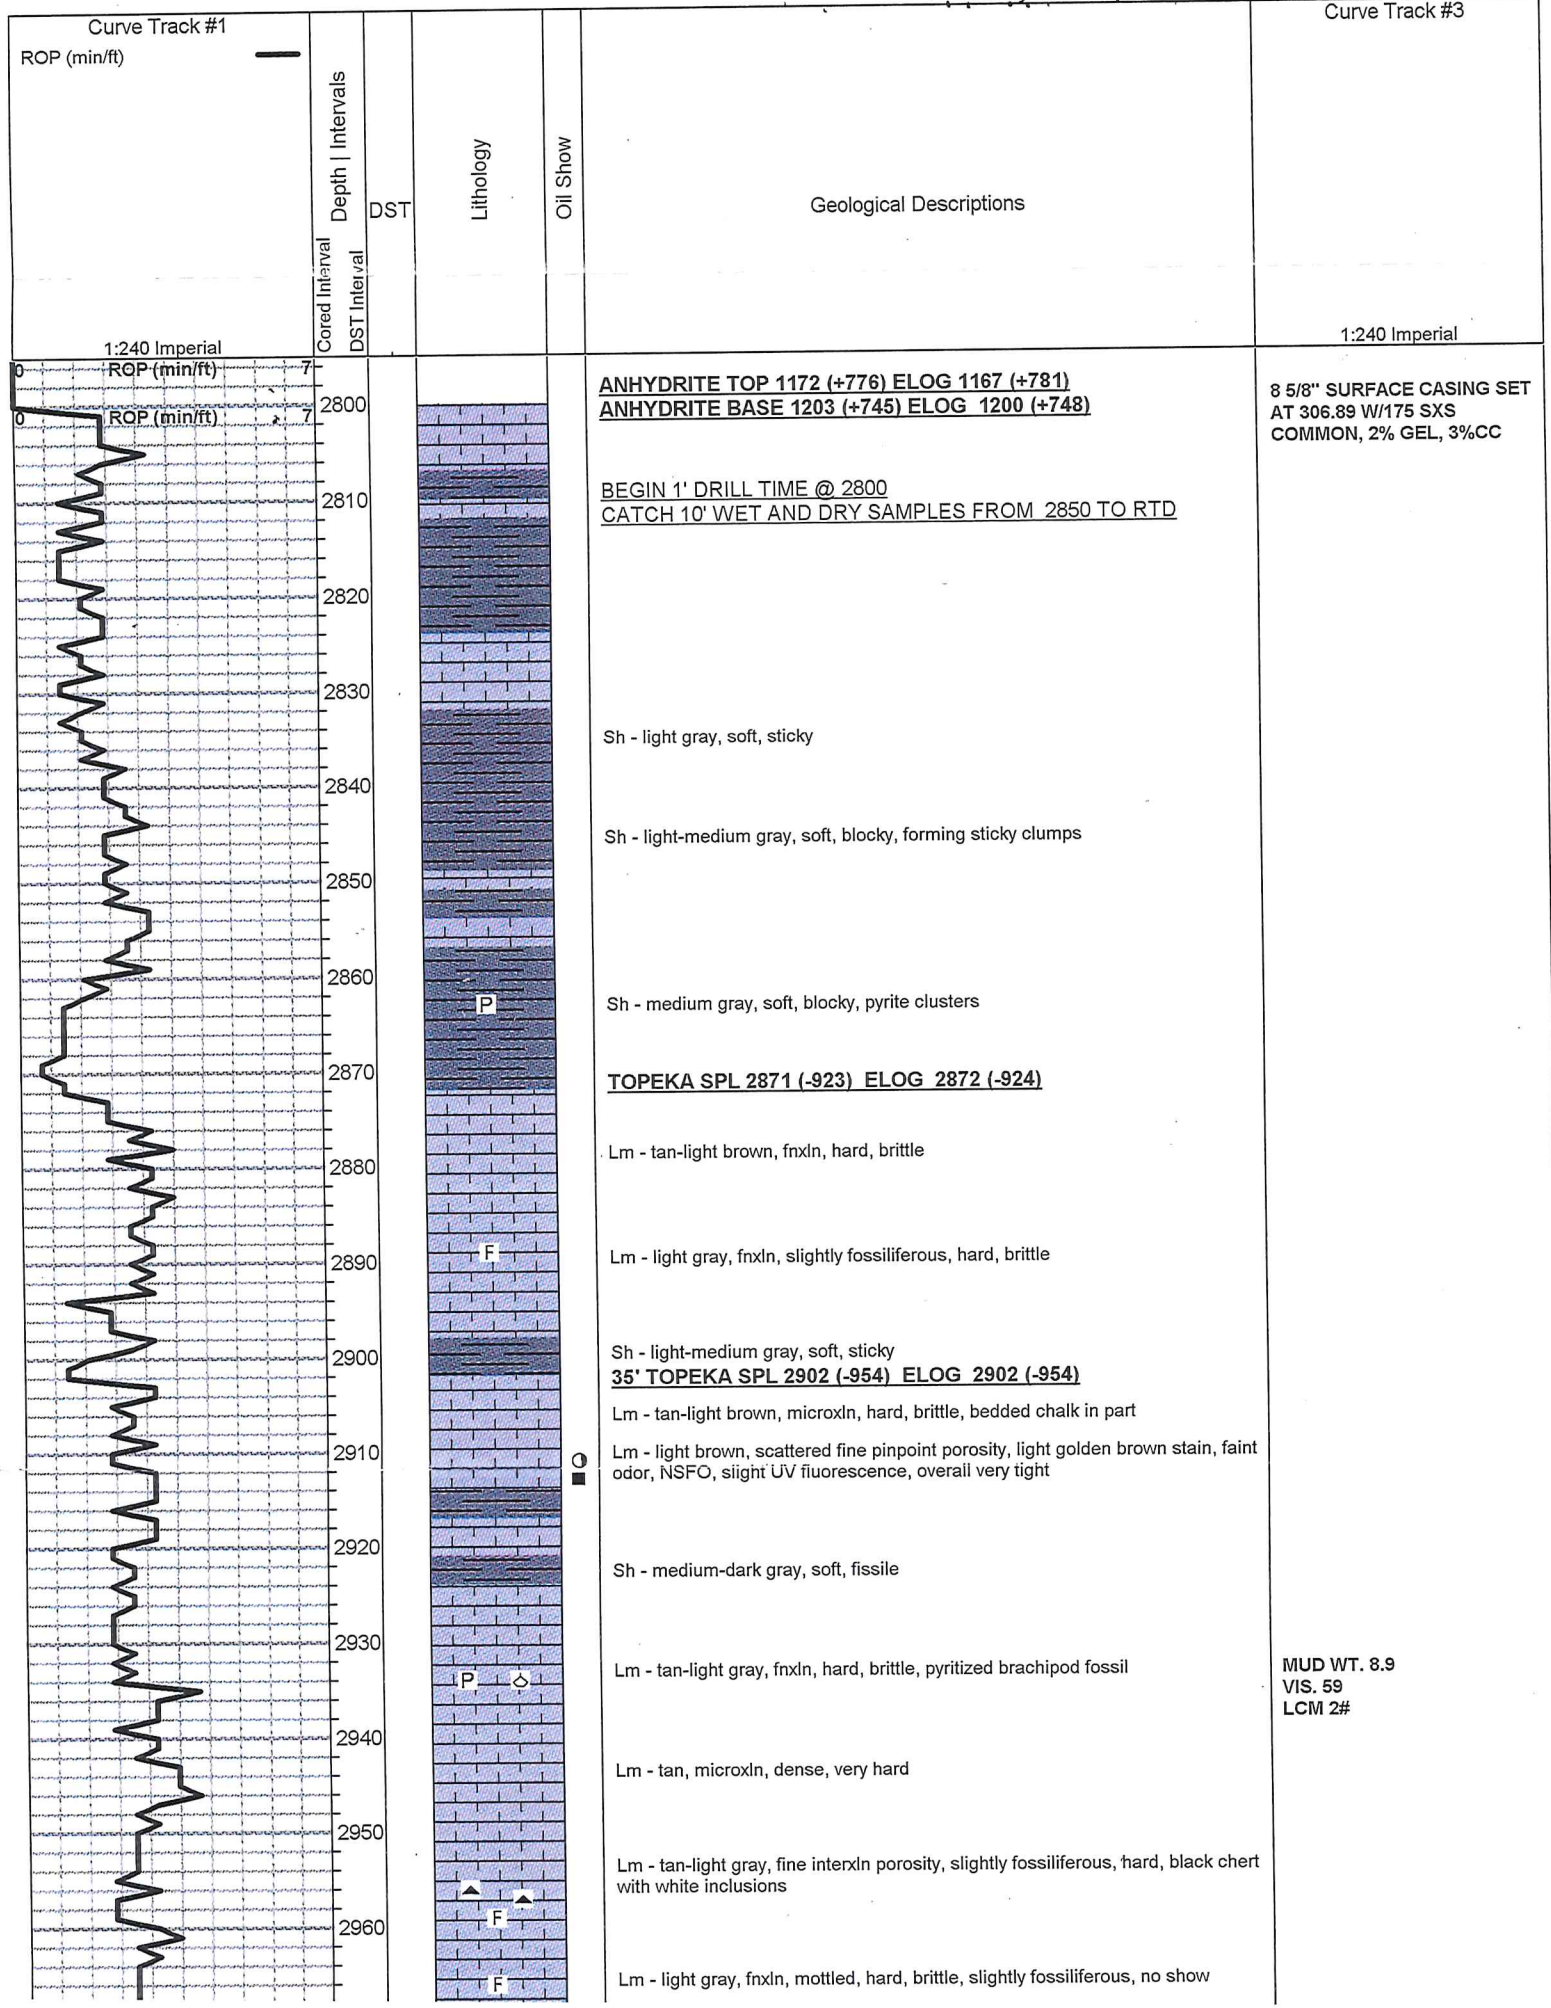 Curve Track #1
ROP (min/ft)
1:240 Imperial
Cored Interval
Depth | Intervals
DST Interval
DST
Lithology
Oil Show
Geological Descriptions
Curve Track #3
1:240 Imperial
0 ROP (min/ft) 7
0 ROP (min/ft) 7
2800
2810
2820
2830
2840
2850
2860
2870
2880
2890
2900
2910
2920
2930
2940
2950
2960
P
F
P
F
F
ANHYDRITE TOP 1172 (+776) ELOG 1167 (+781)
ANHYDRITE BASE 1203 (+745) ELOG 1200 (+748)
BEGIN 1' DRILL TIME @ 2800
CATCH 10' WET AND DRY SAMPLES FROM 2850 TO RTD
Sh - light gray, soft, sticky
Sh - light-medium gray, soft, blocky, forming sticky clumps
Sh - medium gray, soft, blocky, pyrite clusters
TOPEKA SPL 2871 (-923) ELOG 2872 (-924)
Lm - tan-light brown, fnxln, hard, brittle
Lm - light gray, fnxln, slightly fossiliferous, hard, brittle
Sh - light-medium gray, soft, sticky
35' TOPEKA SPL 2902 (-954) ELOG 2902 (-954)
Lm - tan-light brown, microxln, hard, brittle, bedded chalk in part
Lm - light brown, scattered fine pinpoint porosity, light golden brown stain, faint
odor, NSFO, slight UV fluorescence, overall very tight
Sh - medium-dark gray, soft, fissile
Lm - tan-light gray, fnxln, hard, brittle, pyritized brachipod fossil
Lm - tan, microxln, dense, very hard
Lm - tan-light gray, fine interxln porosity, slightly fossiliferous, hard, black chert
with white inclusions
Lm - light gray, fnxln, mottled, hard, brittle, slightly fossiliferous, no show
8 5/8" SURFACE CASING SET
AT 306.89 W/175 SXS
COMMON, 2% GEL, 3%CC
MUD WT. 8.9
VIS. 59
LCM 2#